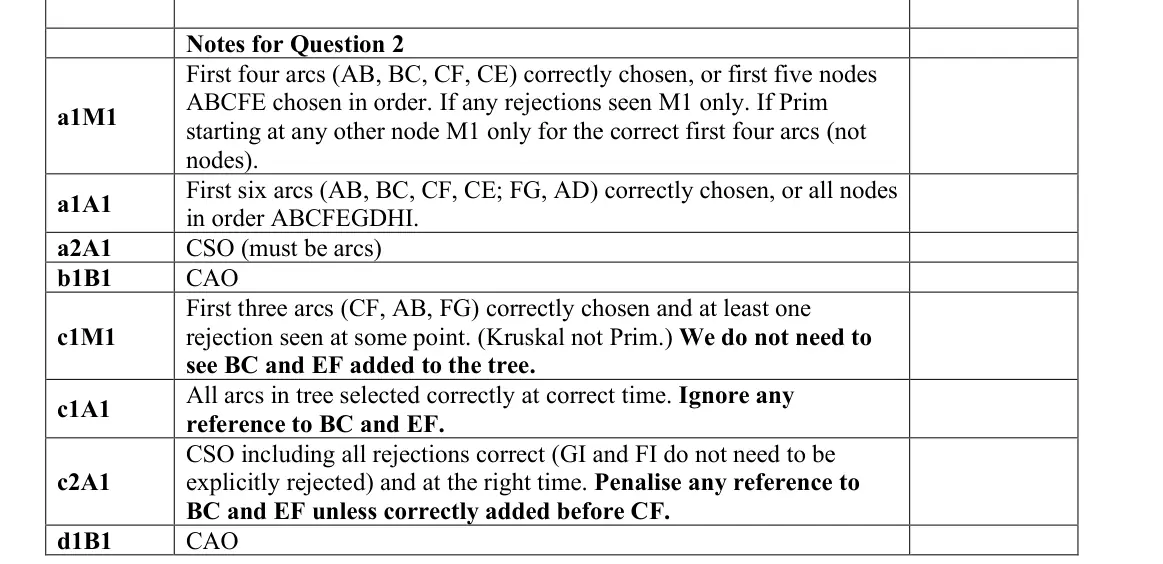 Notes for Question 2
a1M1
First four arcs (AB, BC, CF, CE) correctly chosen, or first five nodes
ABCFE chosen in order. If any rejections seen M1 only. If Prim
starting at any other node M1 only for the correct first four arcs (not
nodes).
a1A1
First six arcs (AB, BC, CF, CE; FG, AD) correctly chosen, or all nodes
in order ABCFEGDHI.
a2A1
CSO (must be arcs)
b1B1
CAO
c1M1
First three arcs (CF, AB, FG) correctly chosen and at least one
rejection seen at some point. (Kruskal not Prim.) We do not need to
see BC and EF added to the tree.
c1A1
All arcs in tree selected correctly at correct time. Ignore any
reference to BC and EF.
c2A1
CSO including all rejections correct (GI and FI do not need to be
explicitly rejected) and at the right time. Penalise any reference to
BC and EF unless correctly added before CF.
d1B1
CAO